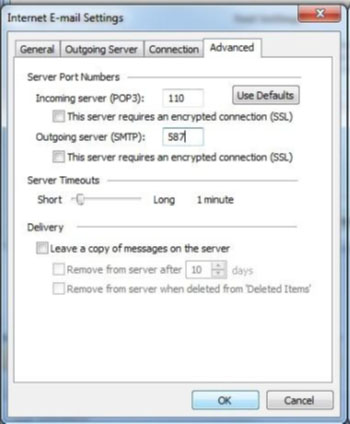 Internet E-mail Settings
General Outgoing Server Connection Advanced
Server Port Numbers
Incoming server (POP3): 110 Use Defaults
This server requires an encrypted connection (SSL)
Outgoing server (SMTP): 587
This server requires an encrypted connection (SSL)
Server Timeouts
Short Long 1 minute
Delivery
Leave a copy of messages on the server
Remove from server after 10 days
Remove from server when deleted from 'Deleted Items'
OK Cancel